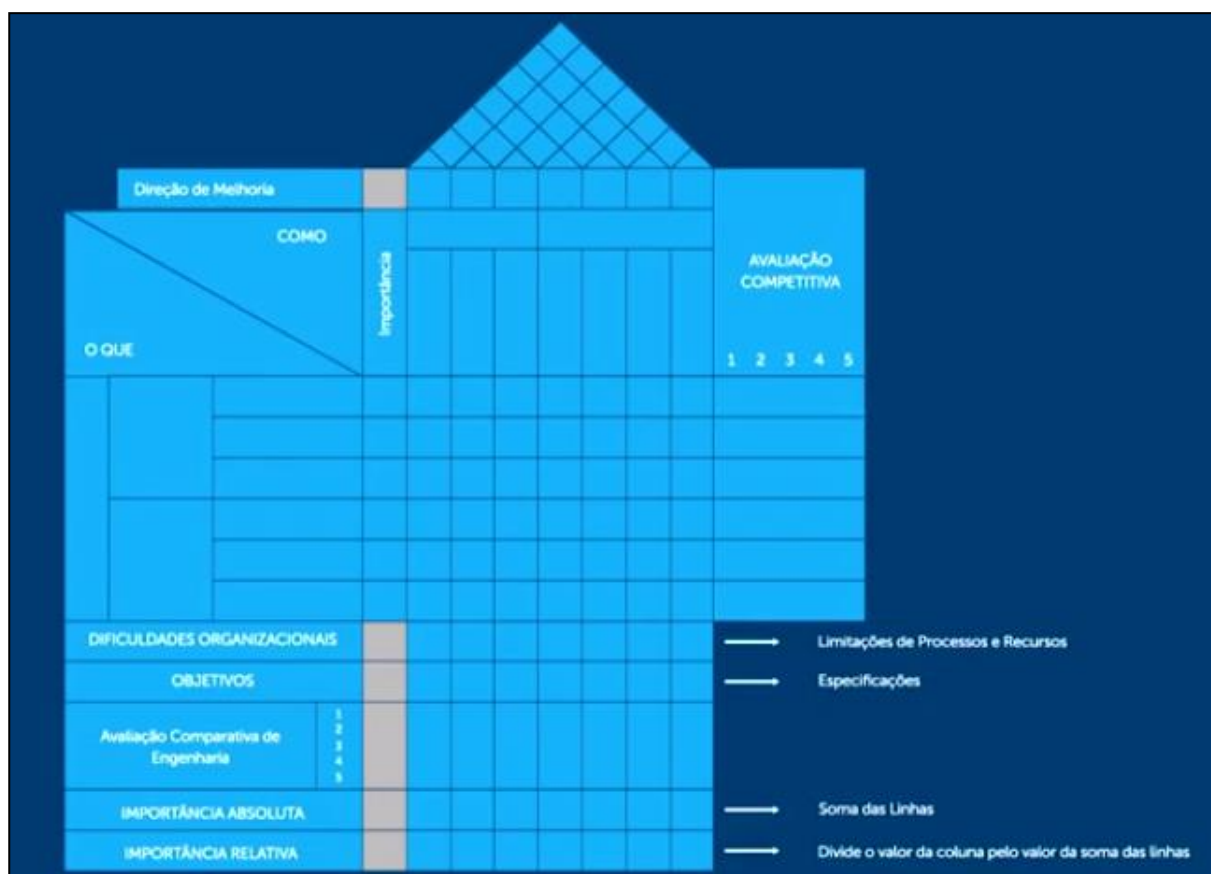 Direção de Melhoria
COMO
O QUE
Importância
AVALIAÇÃO
COMPETITIVA
1 2 3 4 5
DIFICULDADES ORGANIZACIONAIS
Limitações de Processos e Recursos
OBJETIVOS
Especificações
Avaliação Comparativa de
Engenharia
1
2
3
4
5
IMPORTÂNCIA ABSOLUTA
Soma das Linhas
IMPORTÂNCIA RELATIVA
Divide o valor da coluna pelo valor da soma das linhas